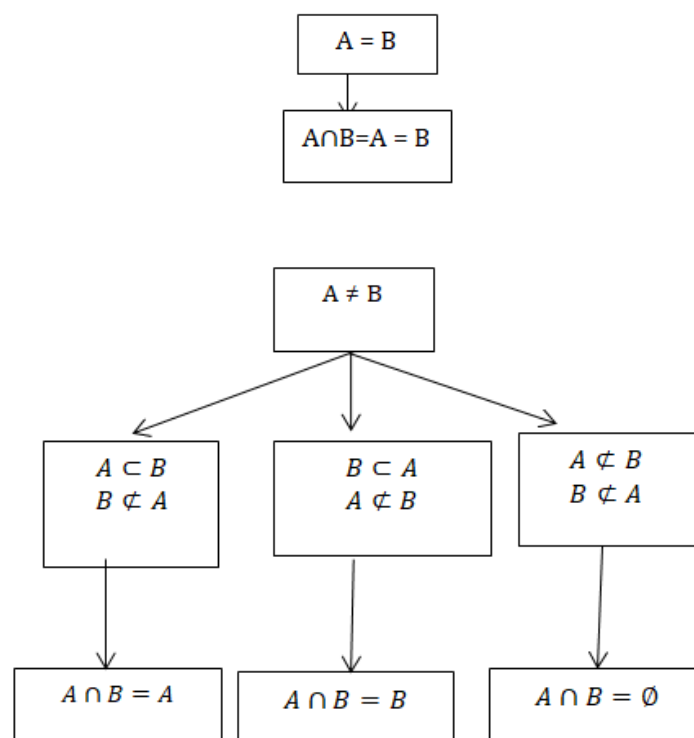 A = B
A∩B=A = B
A ≠ B
A ⊂ B
B ⊄ A
B ⊂ A
A ⊄ B
A ⊄ B
B ⊄ A
A ∩ B = A
A ∩ B = B
A ∩ B = ∅